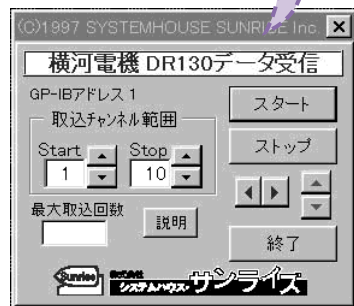 (C)1997 SYSTEMHOUSE SUNRISE Inc.
横河電機 DR130データ受信
GP-IBアドレス 1
スタート
取込チャンネル範囲
Start
Stop
ストップ
1
10
最大取込回数
説明
終了
Sunrise
株式会社
システムハウス・サンライズ